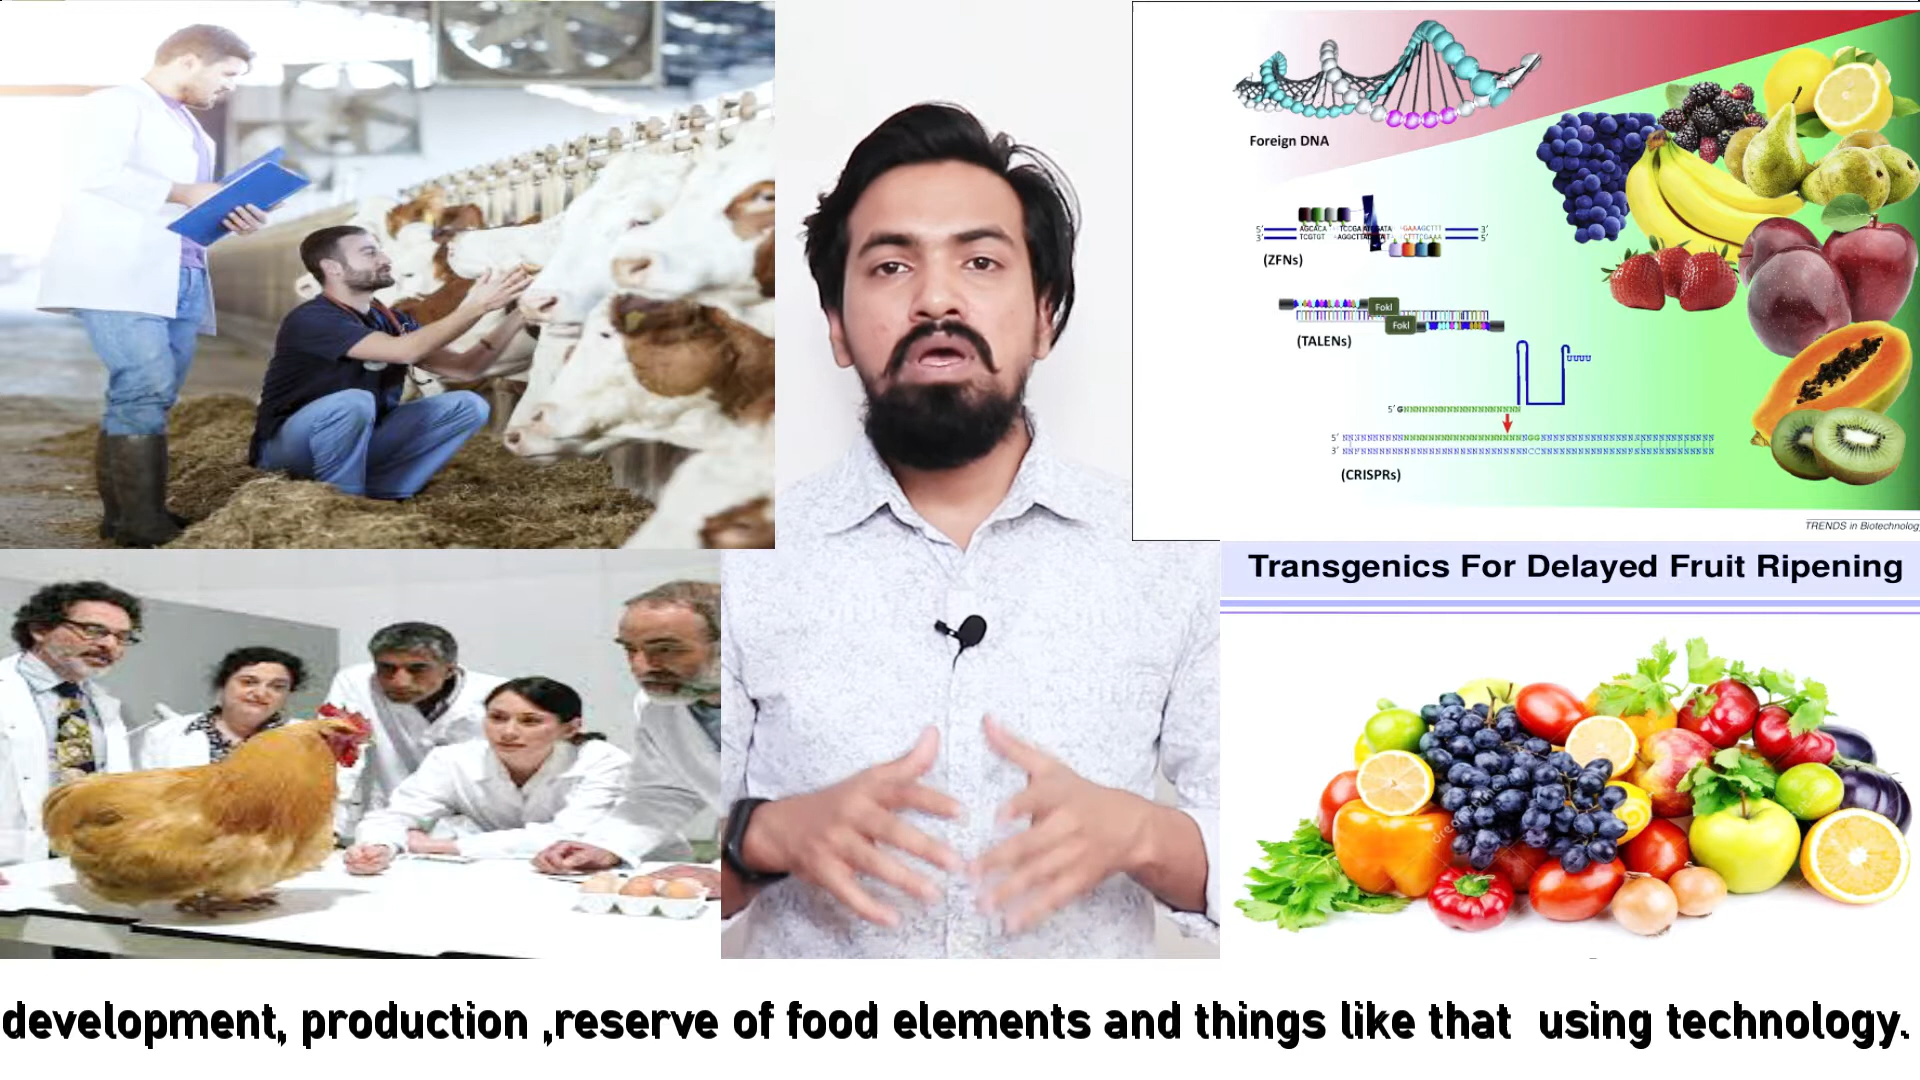 Foreign DNA
(ZFNs)
FokI
FokI
(TALENs)
(CRISPRs)
TRENDS in Biotechnology
Transgenics For Delayed Fruit Ripening
development, production ,reserve of food elements and things like that using technology.